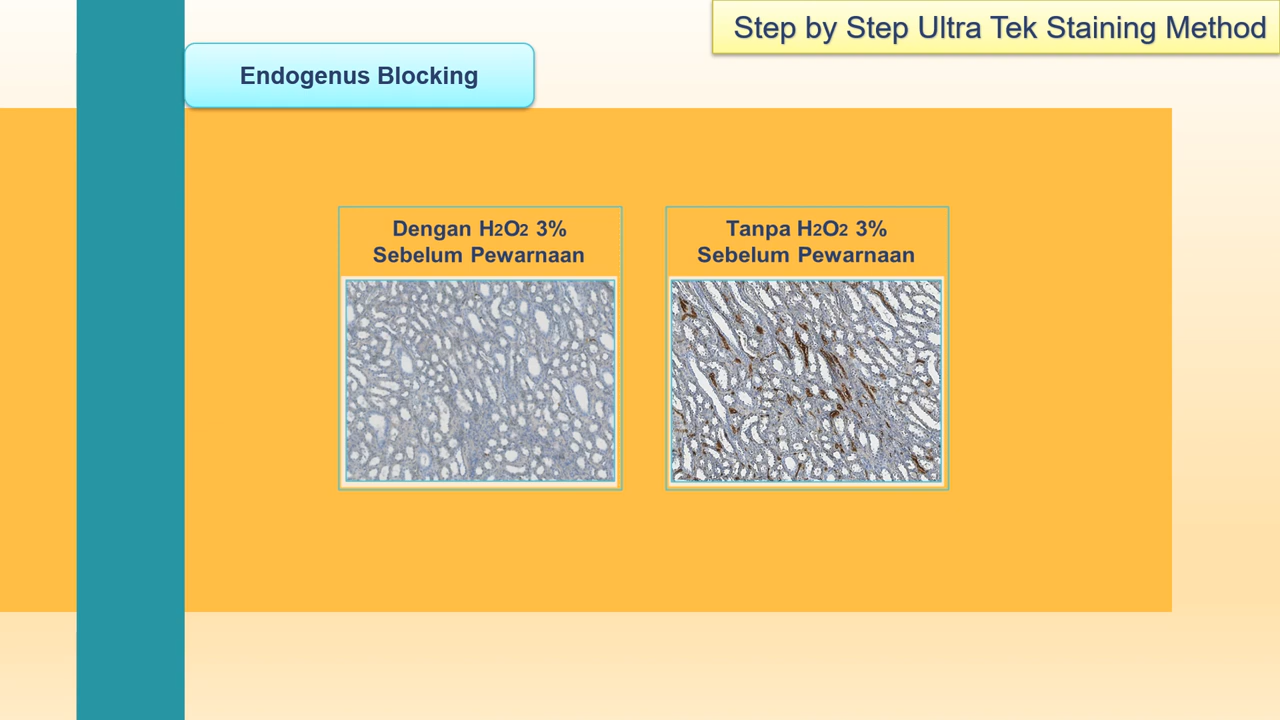 Step by Step Ultra Tek Staining Method
Endogenus Blocking
Dengan H2O2 3%
Sebelum Pewarnaan
Tanpa H2O2 3%
Sebelum Pewarnaan